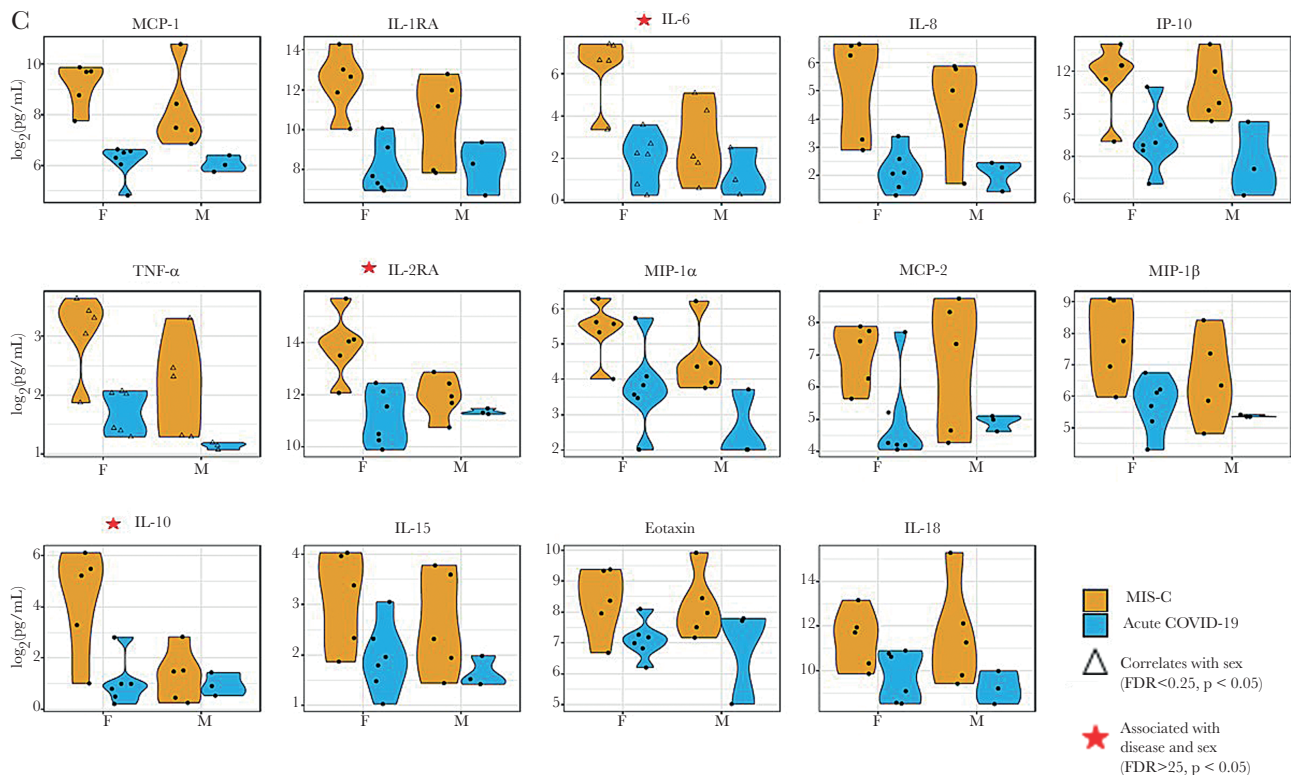 C
MCP-1
IL-1RA
IL-6
IL-8
IP-10
log₂(pg/mL)
10
8
6
F
M
14
12
10
8
F
M
6
4
2
0
F
M
6
5
4
3
2
F
M
12
5
8
6
F
M
TNF-α
IL-2RA
MIP-1α
MCP-2
MIP-1β
log₂(pg/mL)
3
2
1
F
M
14
12
10
F
M
6
5
4
3
2
F
M
8
7
6
5
4
F
M
9
8
7
6
5
F
M
IL-10
IL-15
Eotaxin
IL-18
log₂(pg/mL)
6
4
2
0
F
M
4
3
2
1
F
M
10
9
8
7
6
5
F
M
14
12
10
F
M
MIS-C
Acute COVID-19
Correlates with sex
(FDR<0.25, p < 0.05)
Associated with
disease and sex
(FDR>25, p < 0.05)